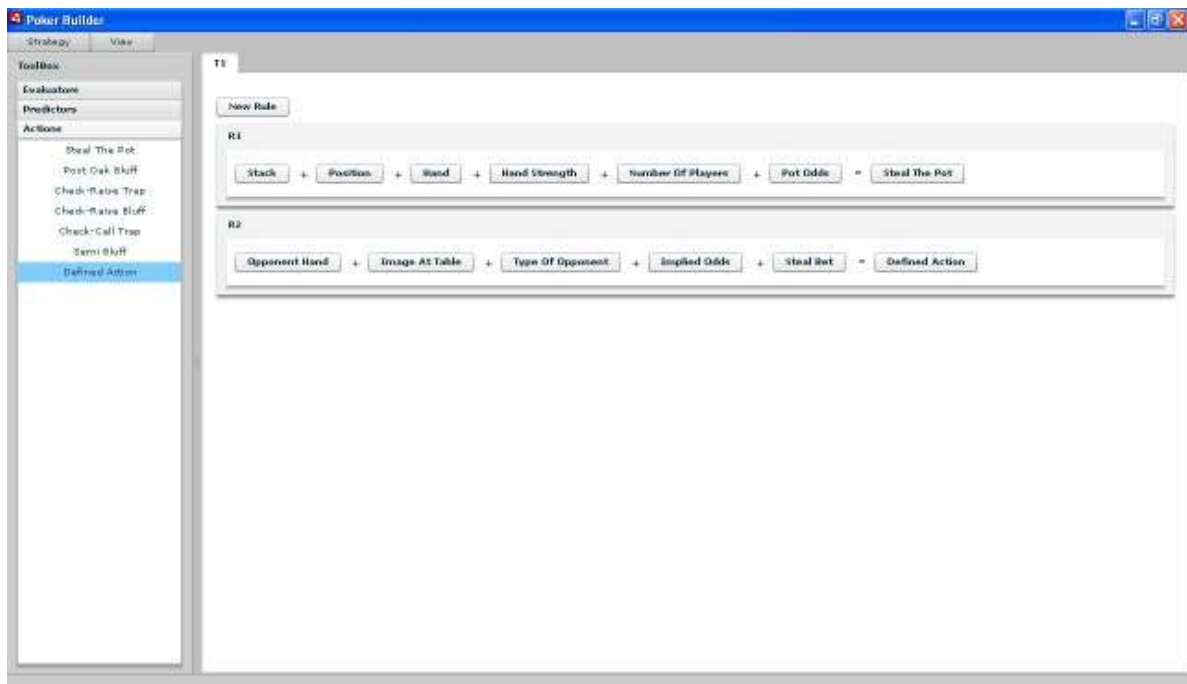 Poker Builder
Strategy View
ToolBox
Evaluators
Predictors
Actions
Steal The Pot
Post Oak Bluff
Check-Raise Trap
Check-Raise Bluff
Check-Call Trap
Semi Bluff
Defined Action
T1
New Rule
R1
Stack + Position + Hand + Hand Strength + Number Of Players + Pot Odds = Steal The Pot
R2
Opponent Hand + Image At Table + Type Of Opponent + Implied Odds + Steal Bet = Defined Action